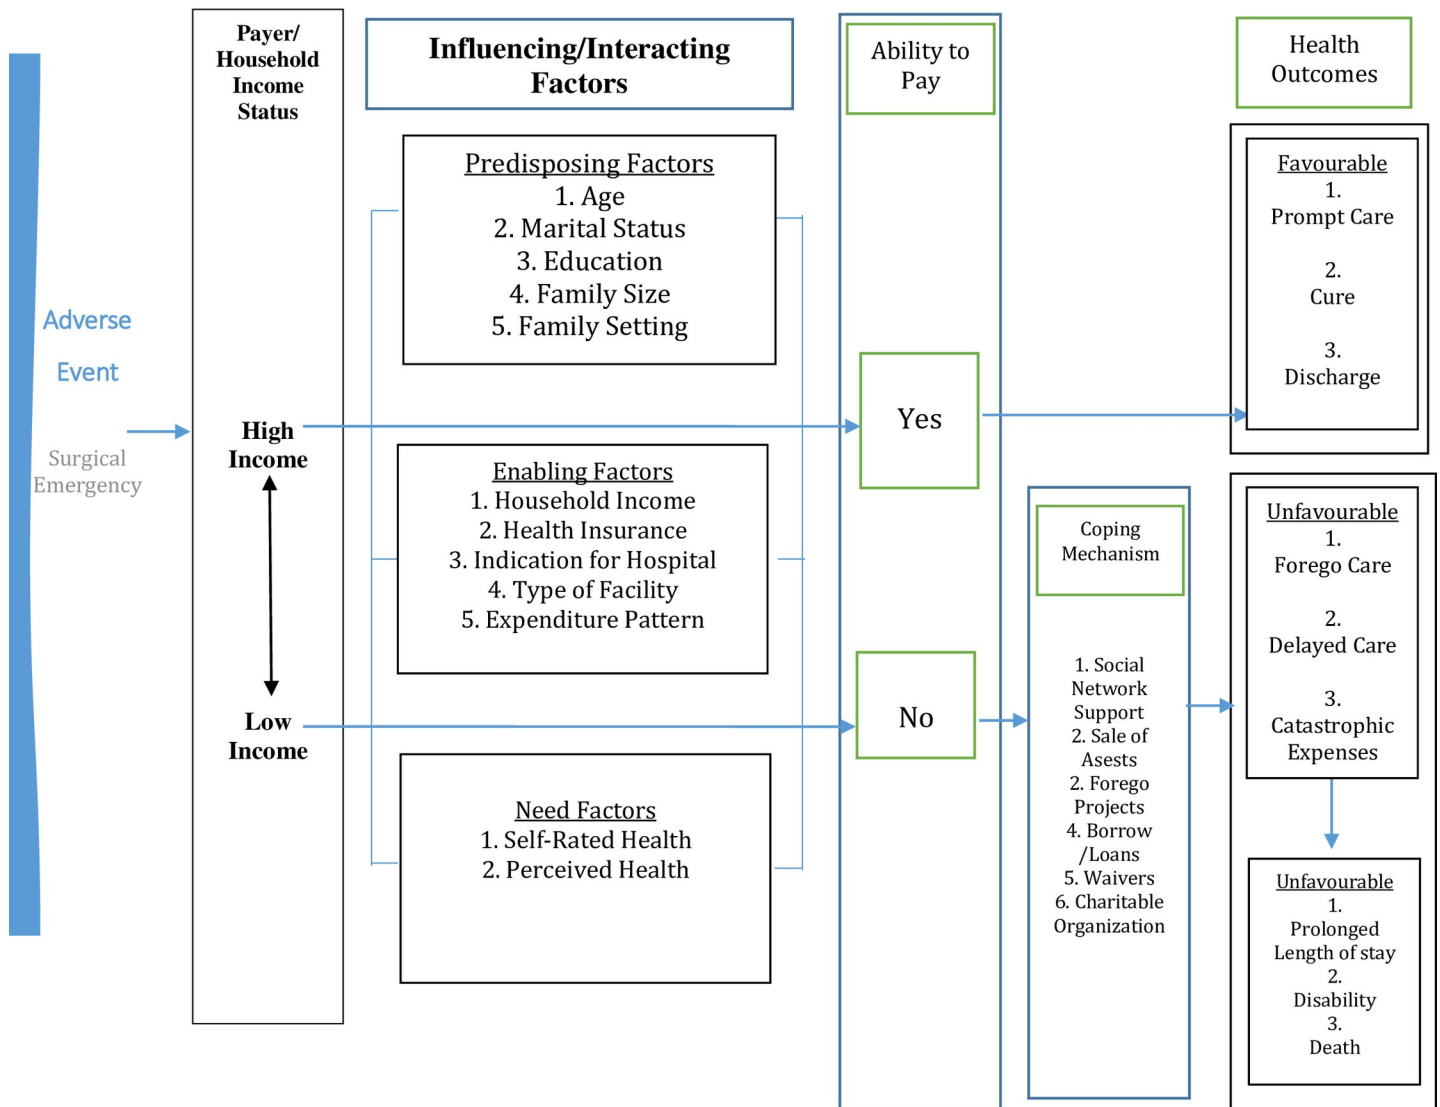 Adverse
Event
Surgical
Emergency
Payer/
Household
Income
Status
High
Income
Low
Income
Influencing/Interacting
Factors
Predisposing Factors
1. Age
2. Marital Status
3. Education
4. Family Size
5. Family Setting
Enabling Factors
1. Household Income
2. Health Insurance
3. Indication for Hospital
4. Type of Facility
5. Expenditure Pattern
Need Factors
1. Self-Rated Health
2. Perceived Health
Ability to
Pay
Yes
No
Coping
Mechanism
1. Social
Network
Support
2. Sale of
Asests
2. Forego
Projects
4. Borrow
/Loans
5. Waivers
6. Charitable
Organization
Health
Outcomes
Favourable
1.
Prompt Care
2.
Cure
3.
Discharge
Unfavourable
1.
Forego Care
2.
Delayed Care
3.
Catastrophic
Expenses
Unfavourable
1.
Prolonged
Length of stay
2.
Disability
3.
Death